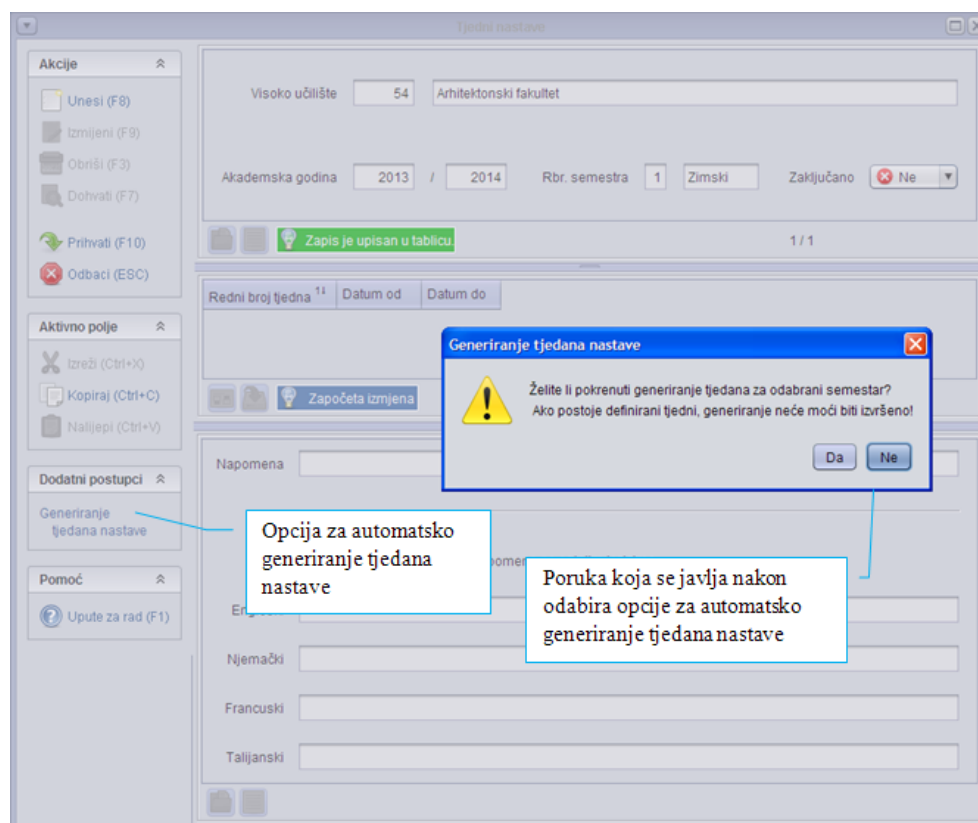 Tjedni nastave
Akcije
Unesi (F8)
Izmijeni (F9)
Obriši (F3)
Dohvati (F7)
Prihvati (F10)
Odbaci (ESC)
Aktivno polje
Izreži (Ctrl+X)
Kopiraj (Ctrl+C)
Nalijepi (Ctrl+V)
Dodatni postupci
Generiranje
tjedana nastave
Pomoć
Upute za rad (F1)
Visoko učilište 54 Arhitektonski fakultet
Akademska godina 2013 / 2014 Rbr. semestra 1 Zimski Zaključano Ne
Zapis je upisan u tablicu. 1 / 1
Redni broj tjedna Datum od Datum do
Započeta izmjena
Generiranje tjedana nastave
Želite li pokrenuti generiranje tjedana za odabrani semestar?
Ako postoje definirani tjedni, generiranje neće moći biti izvršeno!
Da Ne
Napomena
Opcija za automatsko
generiranje tjedana
nastave
Poruka koja se javlja nakon
odabira opcije za automatsko
generiranje tjedana nastave
Njemački
Francuski
Talijanski